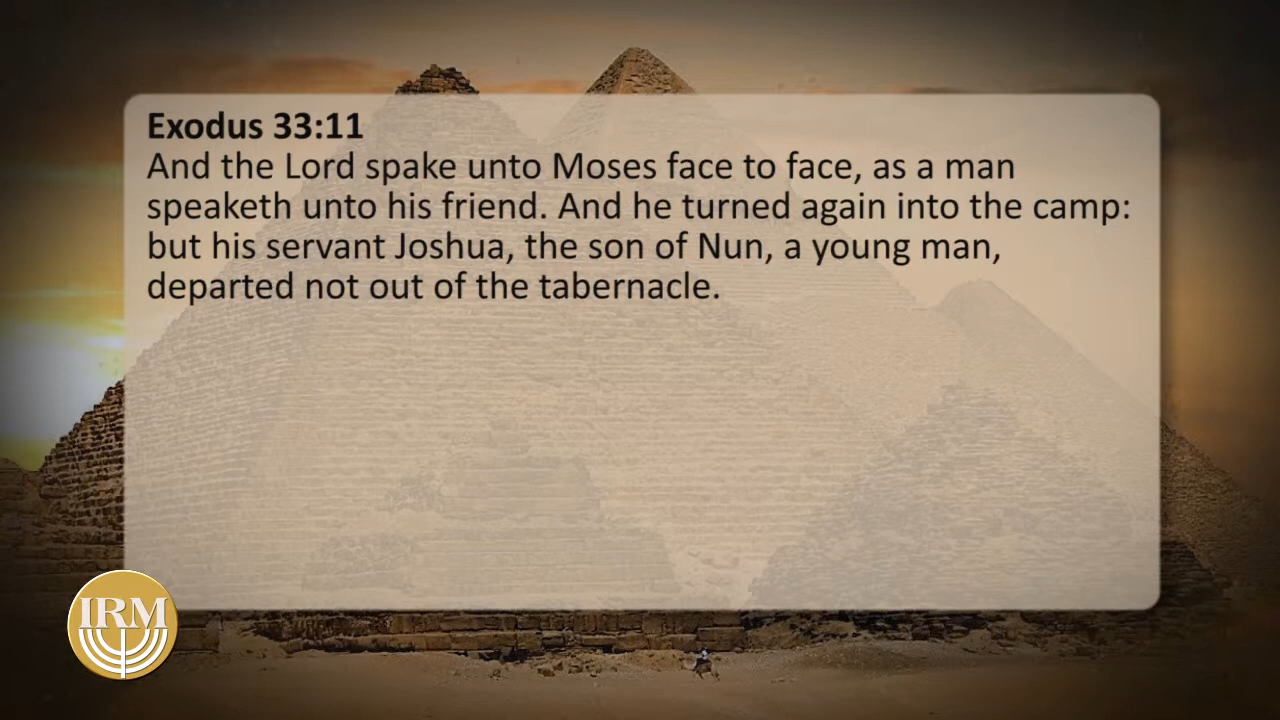 Exodus 33:11
And the Lord spake unto Moses face to face, as a man
speaketh unto his friend. And he turned again into the camp:
but his servant Joshua, the son of Nun, a young man,
departed not out of the tabernacle.
IRM